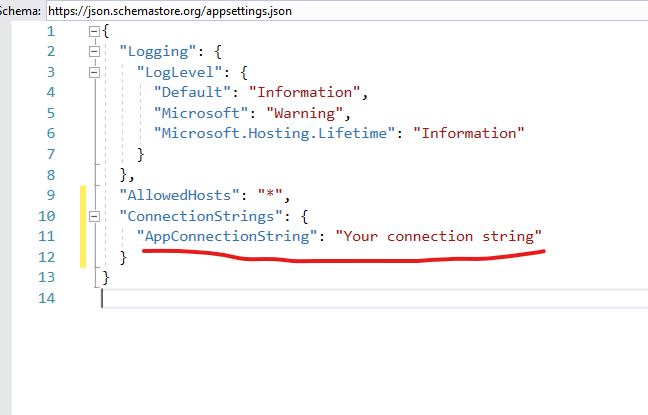 Schema: https://json.schemastore.org/appsettings.json
1 {
2 "Logging": {
3 "LogLevel": {
4 "Default": "Information",
5 "Microsoft": "Warning",
6 "Microsoft.Hosting.Lifetime": "Information"
7 }
8 },
9 "AllowedHosts": "*",
10 "ConnectionStrings": {
11 "AppConnectionString": "Your connection string"
12 }
13 }
14